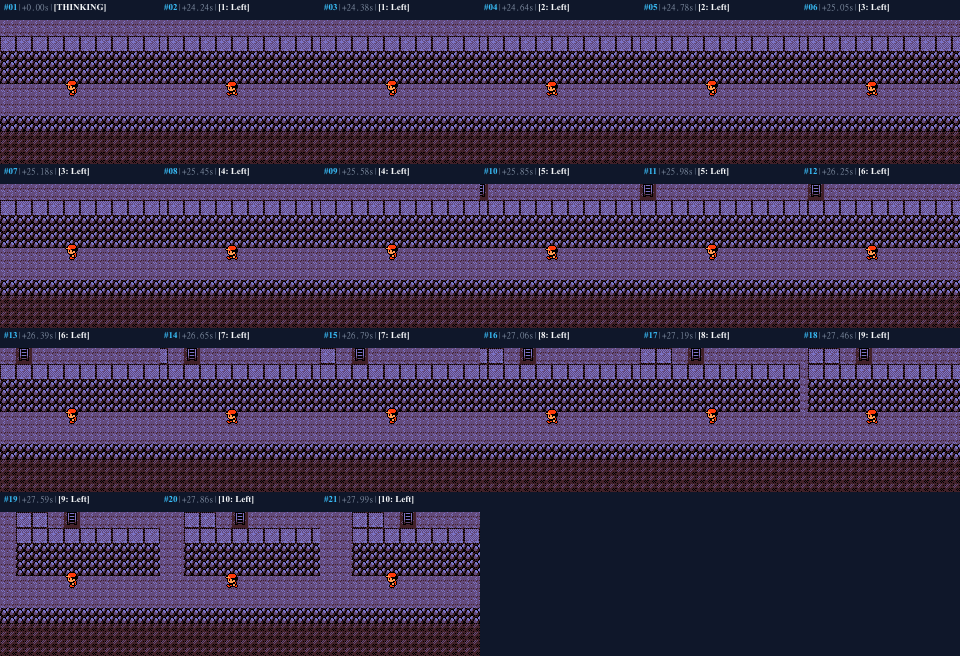 #01|+0.00s|[THINKING] #02|+24.24s|[1: Left] #03|+24.38s|[1: Left] #04|+24.64s|[2: Left] #05|+24.78s|[2: Left] #06|+25.05s|[3: Left]
#07|+25.18s|[3: Left] #08|+25.45s|[4: Left] #09|+25.58s|[4: Left] #10|+25.85s|[5: Left] #11|+25.98s|[5: Left] #12|+26.25s|[6: Left]
#13|+26.39s|[6: Left] #14|+26.65s|[7: Left] #15|+26.79s|[7: Left] #16|+27.06s|[8: Left] #17|+27.19s|[8: Left] #18|+27.46s|[9: Left]
#19|+27.59s|[9: Left] #20|+27.86s|[10: Left] #21|+27.99s|[10: Left]